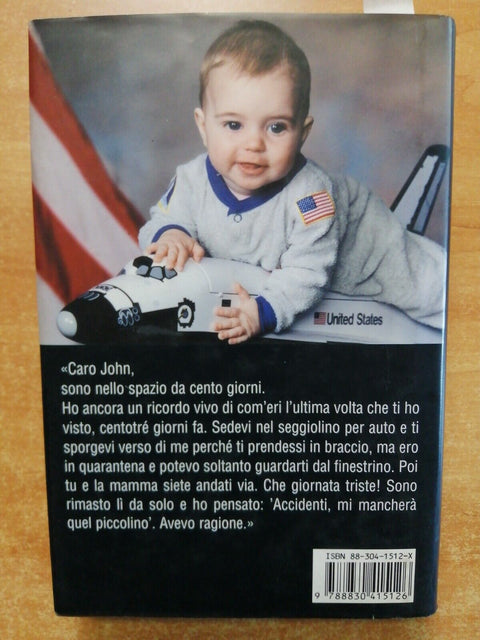 United States
«Caro John,
sono nello spazio da cento giorni.
Ho ancora un ricordo vivo di com'eri l'ultima volta che ti ho
visto, centotré giorni fa. Sedevi nel seggiolino per auto e ti
sporgevi verso di me perché ti prendessi in braccio, ma ero
in quarantena e potevo soltanto guardarti dal finestrino. Poi
tu e la mamma siete andati via. Che giornata triste! Sono
rimasto lì da solo e ho pensato: 'Accidenti, mi mancherà
quel piccolino'. Avevo ragione.»
ISBN 88-304-1512-X
9 788830 415126